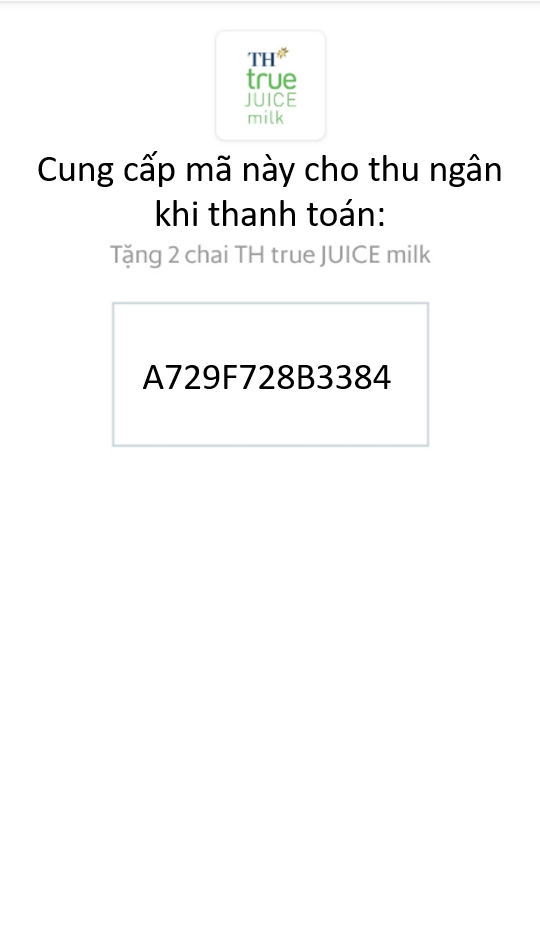 TH
true
JUICE
milk
Cung cấp mã này cho thu ngân
khi thanh toán:
Tặng 2 chai TH true JUICE milk
A729F728B3384